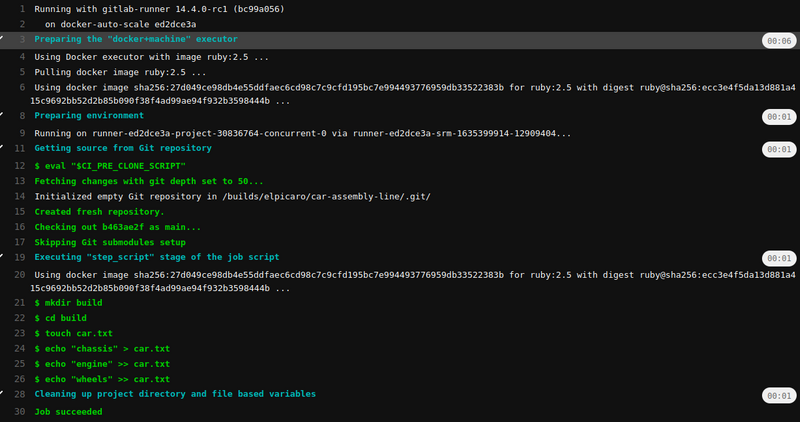 1 Running with gitlab-runner 14.4.0-rc1 (bc99a056)
2 on docker-auto-scale ed2dce3a
3 Preparing the "docker+machine" executor 00:06
4 Using Docker executor with image ruby:2.5 ...
5 Pulling docker image ruby:2.5 ...
6 Using docker image sha256:27d049ce98db4e55ddfaec6cd98c7c9cfd195bc7e994493776959db33522383b for ruby:2.5 with digest ruby@sha256:ecc3e4f5da13d881a4
15c9692bb52d2b85b090f38f4ad99ae94f932b3598444b ...
8 Preparing environment 00:01
9 Running on runner-ed2dce3a-project-30836764-concurrent-0 via runner-ed2dce3a-srm-1635399914-12909404...
11 Getting source from Git repository 00:01
12 $ eval "$CI_PRE_CLONE_SCRIPT"
13 Fetching changes with git depth set to 50...
14 Initialized empty Git repository in /builds/elpicaro/car-assembly-line/.git/
15 Created fresh repository.
16 Checking out b463ae2f as main...
17 Skipping Git submodules setup
19 Executing "step_script" stage of the job script 00:01
20 Using docker image sha256:27d049ce98db4e55ddfaec6cd98c7c9cfd195bc7e994493776959db33522383b for ruby:2.5 with digest ruby@sha256:ecc3e4f5da13d881a4
15c9692bb52d2b85b090f38f4ad99ae94f932b3598444b ...
21 $ mkdir build
22 $ cd build
23 $ touch car.txt
24 $ echo "chassis" > car.txt
25 $ echo "engine" >> car.txt
26 $ echo "wheels" >> car.txt
28 Cleaning up project directory and file based variables 00:01
30 Job succeeded